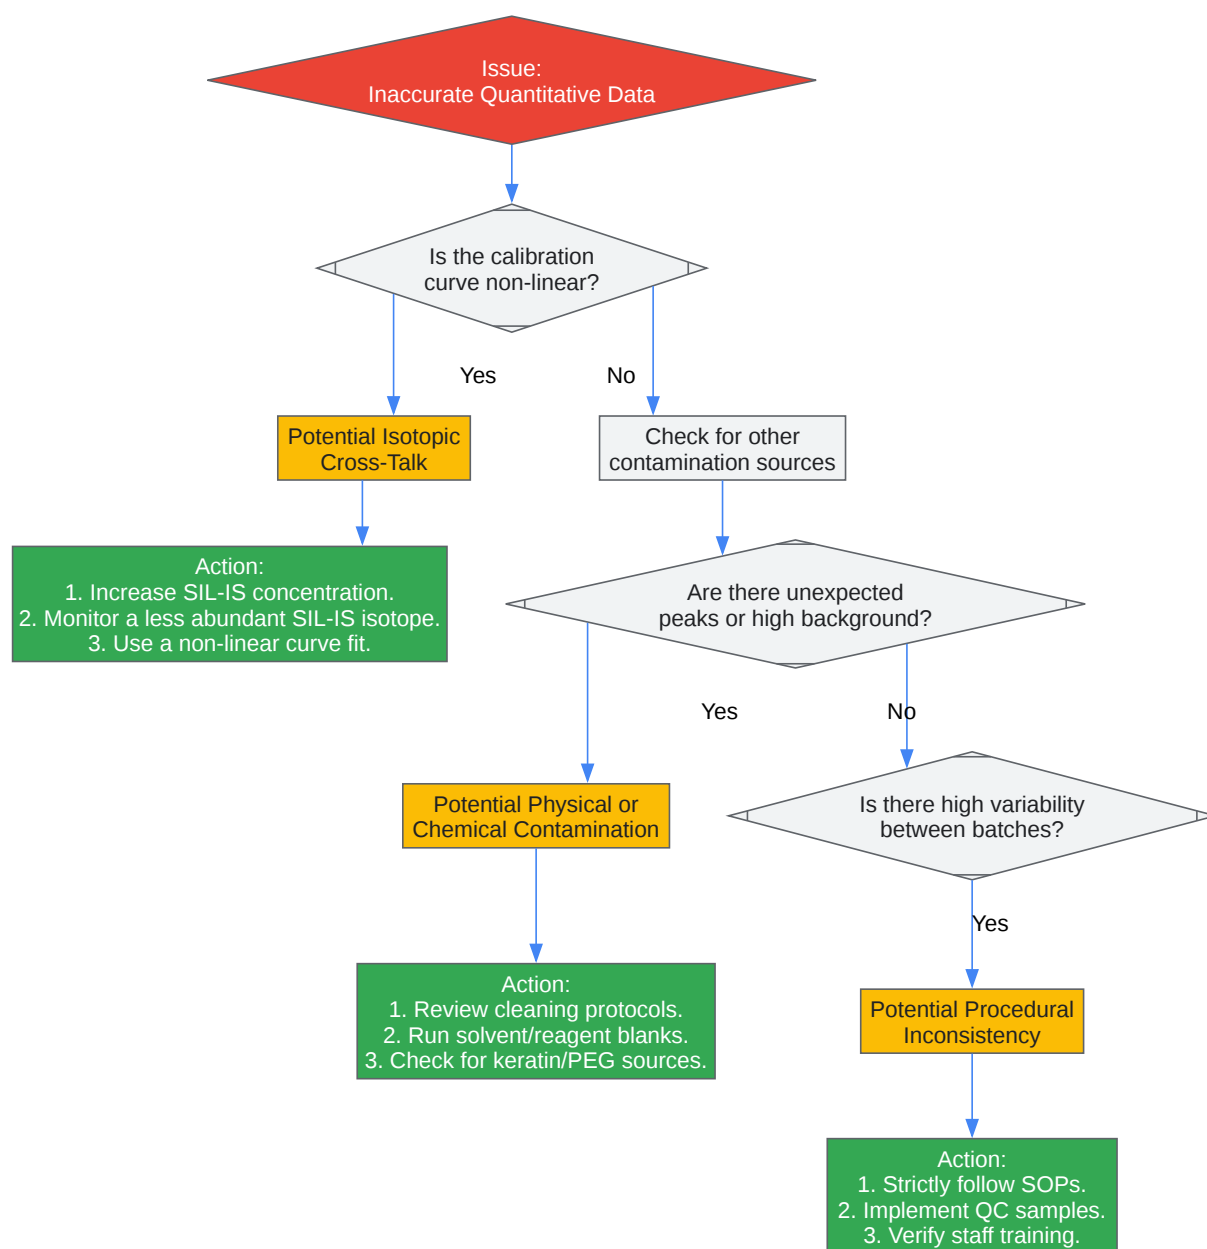 Issue:
Inaccurate Quantitative Data
Is the calibration
curve non-linear?
Yes
No
Potential Isotopic
Cross-Talk
Check for other
contamination sources
Action:
1. Increase SIL-IS concentration.
2. Monitor a less abundant SIL-IS isotope.
3. Use a non-linear curve fit.
Are there unexpected
peaks or high background?
Yes
No
Potential Physical or
Chemical Contamination
Is there high variability
between batches?
Yes
Action:
1. Review cleaning protocols.
2. Run solvent/reagent blanks.
3. Check for keratin/PEG sources.
Potential Procedural
Inconsistency
Action:
1. Strictly follow SOPs.
2. Implement QC samples.
3. Verify staff training.